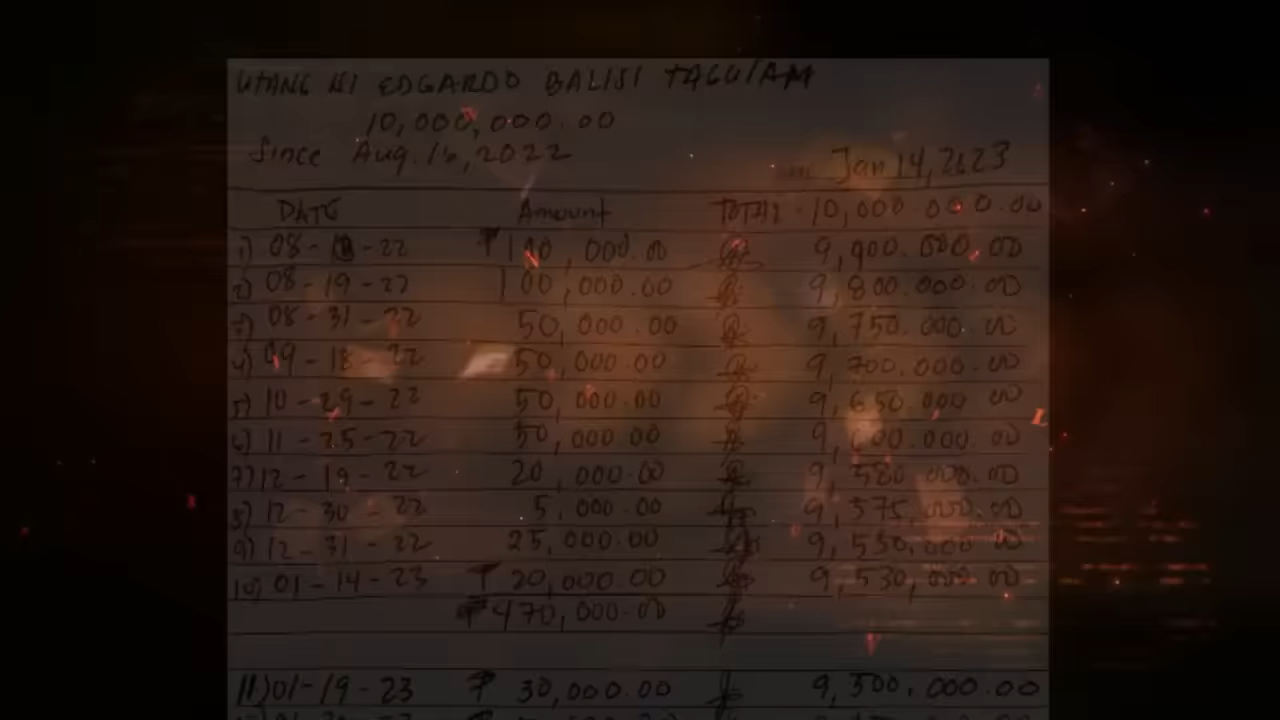 UTANG NI EDGARDO BALISI TAGUIAM
10,000,000.00
Since Aug. 15, 2022
Jan 14, 2023
DATE Amount TOTAL - 10,000 000.00
1) 08 - - 22 ₱ 100,000.00 9,900.000.00
2) 08 - 19 - 22 100,000.00 9,800.000.00
3) 08 - 31 - 22 50,000.00 9,750.000.00
4) 09 - 18 - 22 50,000.00 9,700.000.00
5) 10 - 29 - 22 50,000.00 9,650.000 00
6) 11 - 25 - 22 50,000 00 9,600.000.00
7) 12 - 19 - 22 20,000.00 9,580 000.00
8) 12 - 30 - 22 5,000.00 9,575,000.00
9) 12 - 31 - 22 25,000.00 9,550,000 00
10) 01 - 14 - 23 ₱ 20,000.00 9,530,000.00
₱ 470,000.00
11) 01 - 19 - 23 ₱ 30,000.00 9,500,000.00